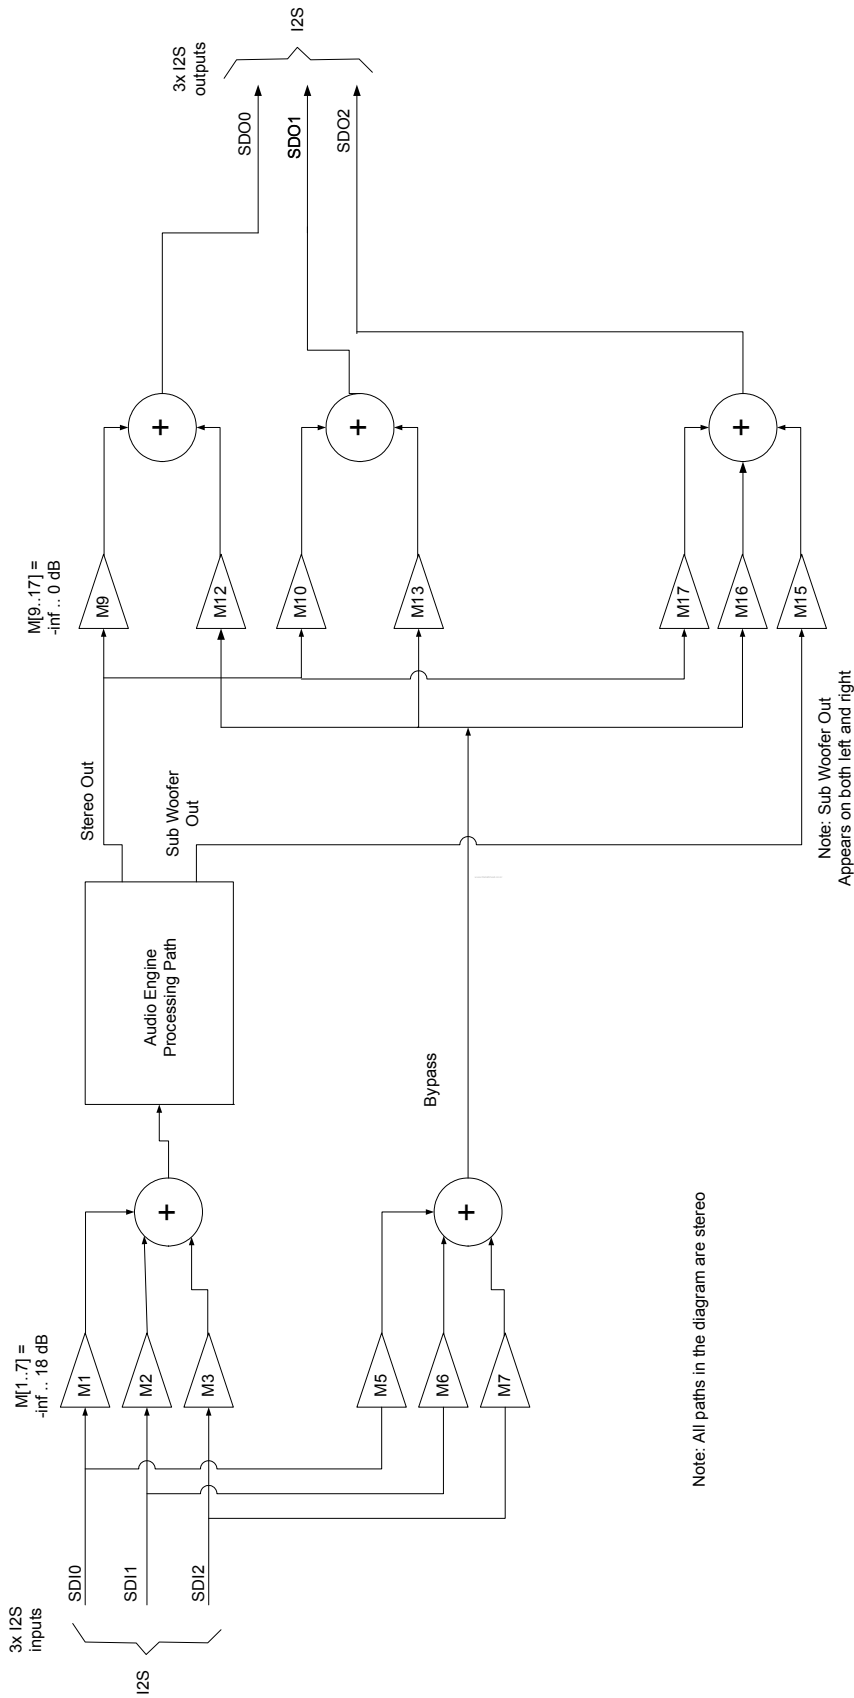 3x I2S
inputs
I2S
SDI0
SDI1
SDI2
M[1..7] =
-inf .. 18 dB
M1
M2
M3
M5
M6
M7
+
+
Audio Engine
Processing Path
Bypass
Stereo Out
Sub Woofer
Out
M[9..17] =
-inf .. 0 dB
M9
M12
M10
M13
M17
M16
M15
+
+
+
SDO0
SDO1
SDO2
3x I2S
outputs
I2S
Note: Sub Woofer Out
Appears on both left and right
Note: All paths in the diagram are stereo